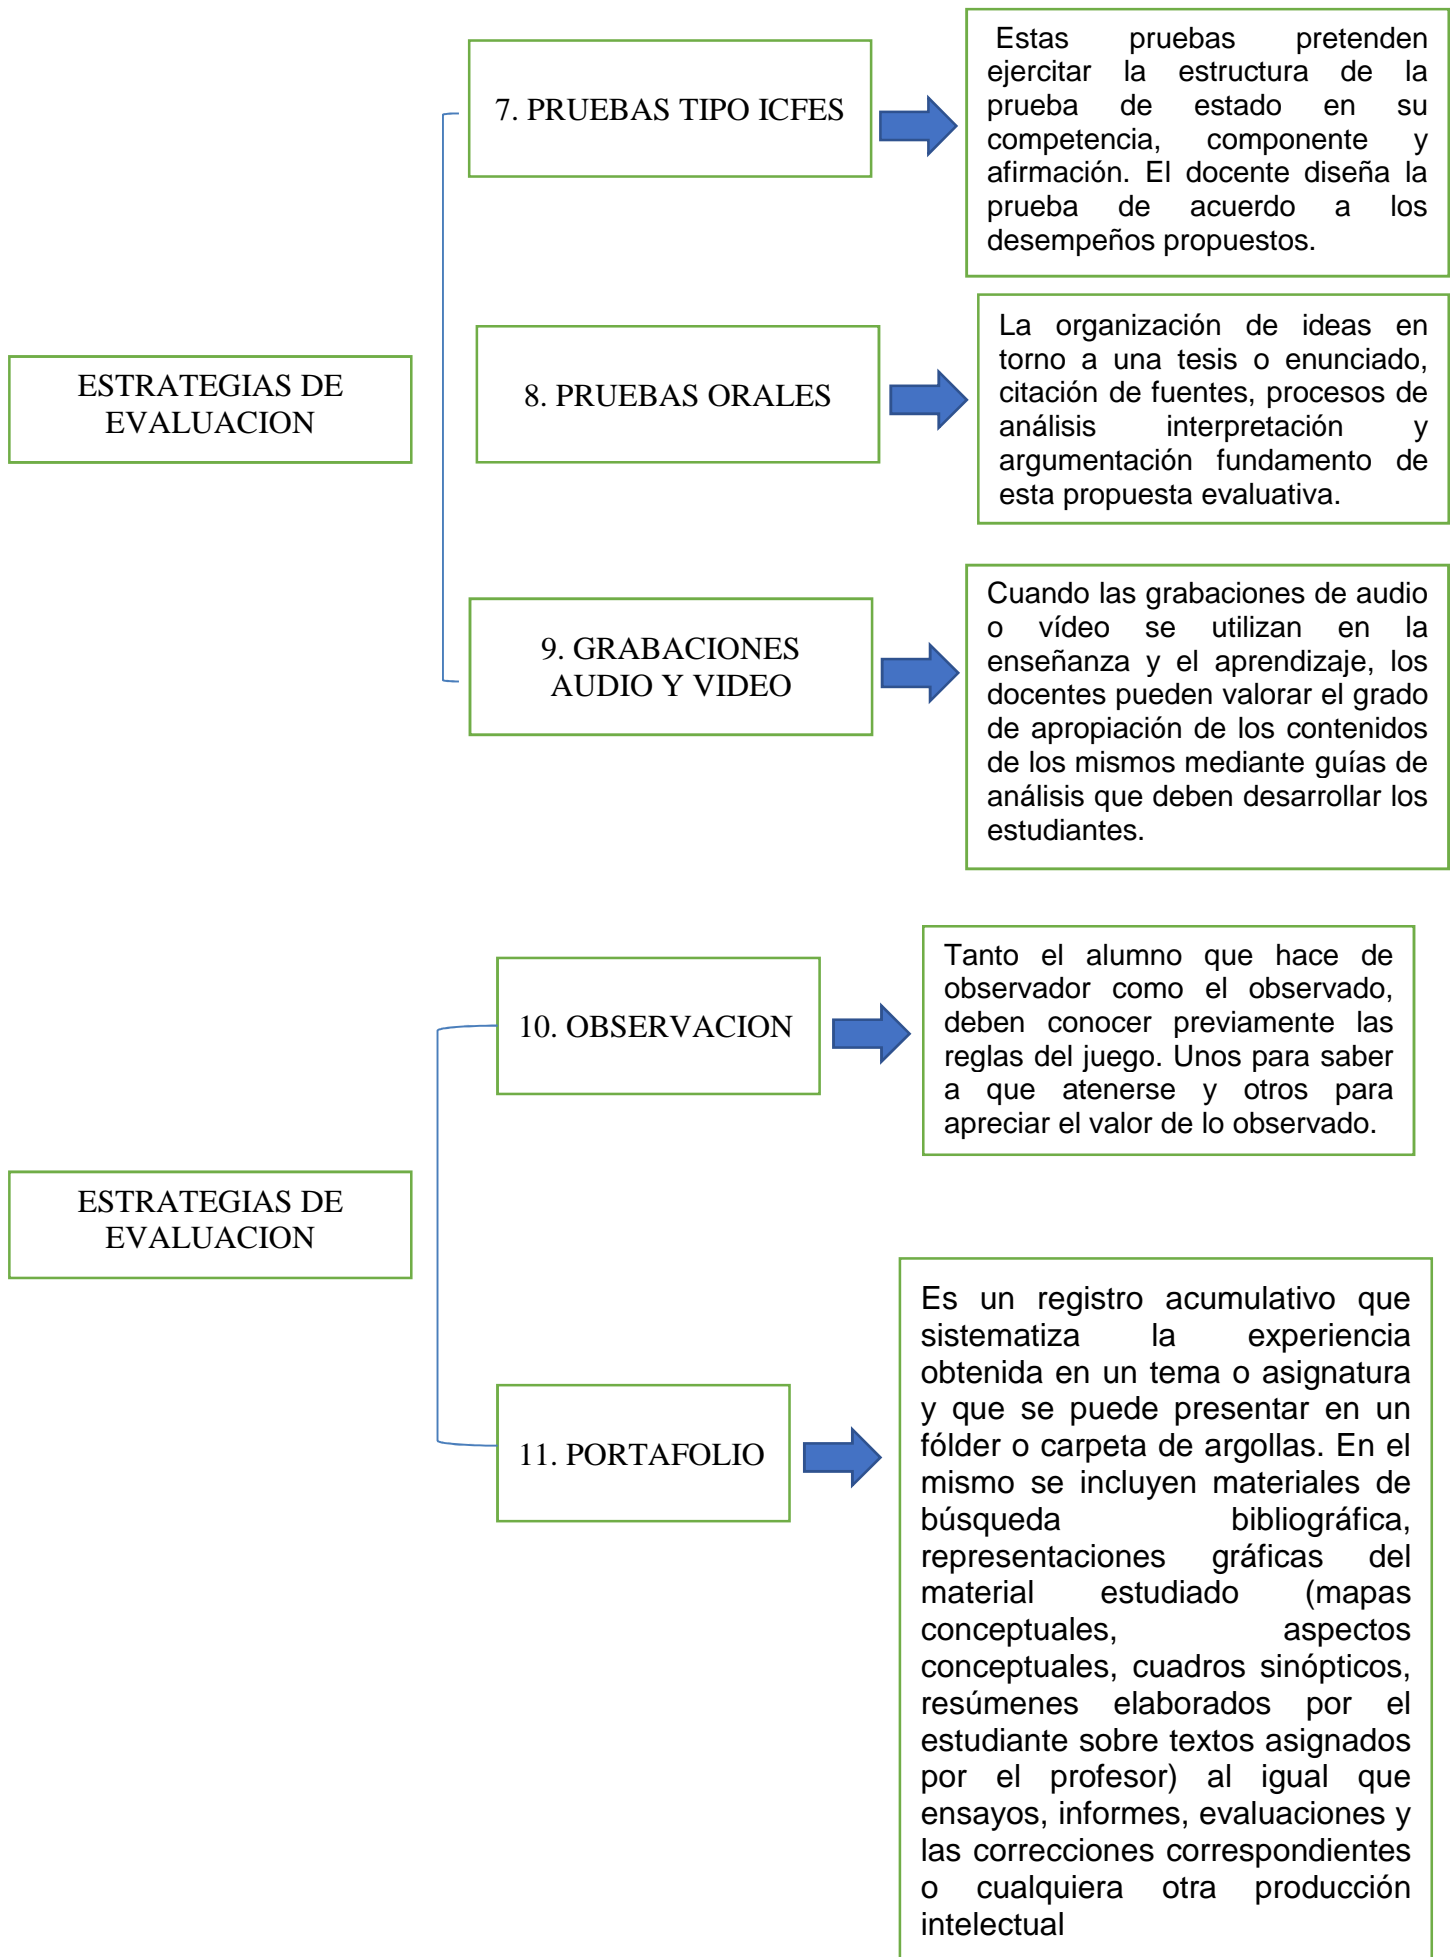 ESTRATEGIAS DE
EVALUACION
7. PRUEBAS TIPO ICFES
Estas pruebas pretenden
ejercitar la estructura de la
prueba de estado en su
competencia, componente y
afirmación. El docente diseña la
prueba de acuerdo a los
desempeños propuestos.
8. PRUEBAS ORALES
La organización de ideas en
torno a una tesis o enunciado,
citación de fuentes, procesos de
análisis interpretación y
argumentación fundamento de
esta propuesta evaluativa.
9. GRABACIONES
AUDIO Y VIDEO
Cuando las grabaciones de audio
o vídeo se utilizan en la
enseñanza y el aprendizaje, los
docentes pueden valorar el grado
de apropiación de los contenidos
de los mismos mediante guías de
análisis que deben desarrollar los
estudiantes.
ESTRATEGIAS DE
EVALUACION
10. OBSERVACION
Tanto el alumno que hace de
observador como el observado,
deben conocer previamente las
reglas del juego. Unos para saber
a que atenerse y otros para
apreciar el valor de lo observado.
11. PORTAFOLIO
Es un registro acumulativo que
sistematiza la experiencia
obtenida en un tema o asignatura
y que se puede presentar en un
fólder o carpeta de argollas. En el
mismo se incluyen materiales de
búsqueda bibliográfica,
representaciones gráficas del
material estudiado (mapas
conceptuales, aspectos
conceptuales, cuadros sinópticos,
resúmenes elaborados por el
estudiante sobre textos asignados
por el profesor) al igual que
ensayos, informes, evaluaciones y
las correcciones correspondientes
o cualquiera otra producción
intelectual